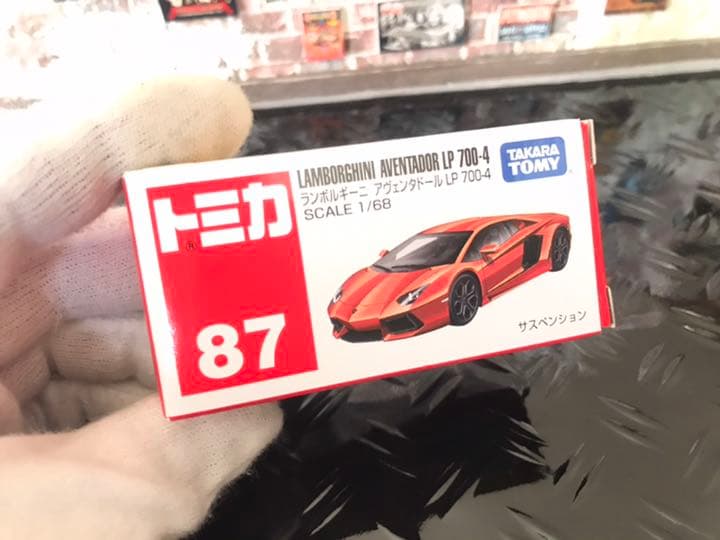 トミカ
®
87
LAMBORGHINI AVENTADOR LP 700-4
ランボルギーニ アヴェンタドール LP 700-4
SCALE 1/68
TAKARA
TOMY
サスペンション